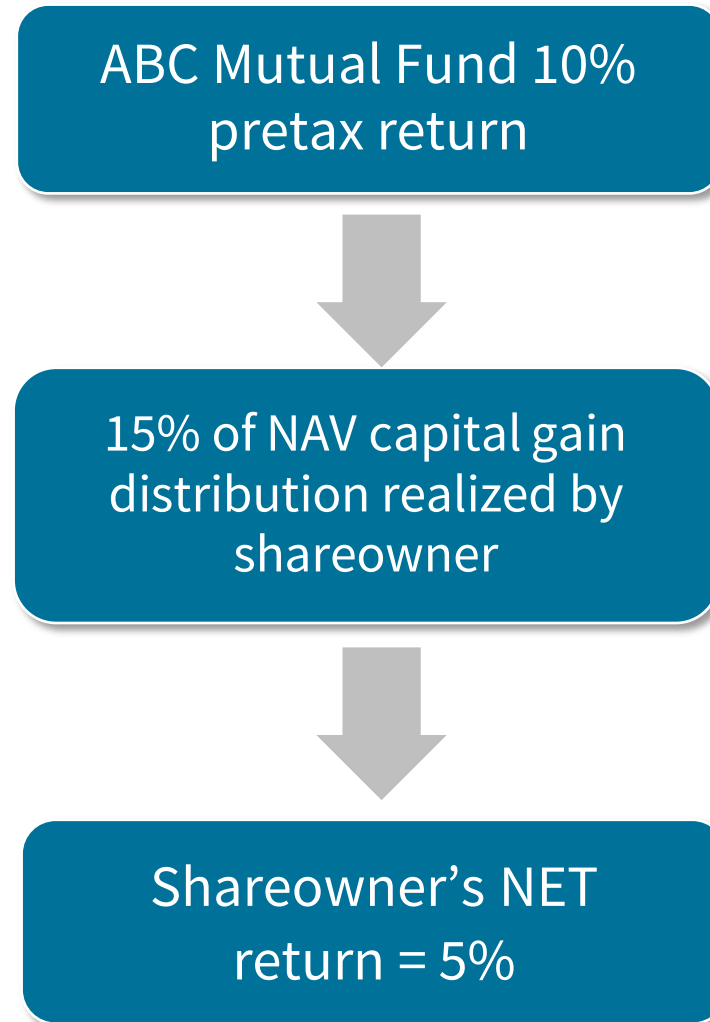 ABC Mutual Fund 10%
pretax return
15% of NAV capital gain
distribution realized by
shareowner
Shareowner’s NET
return = 5%